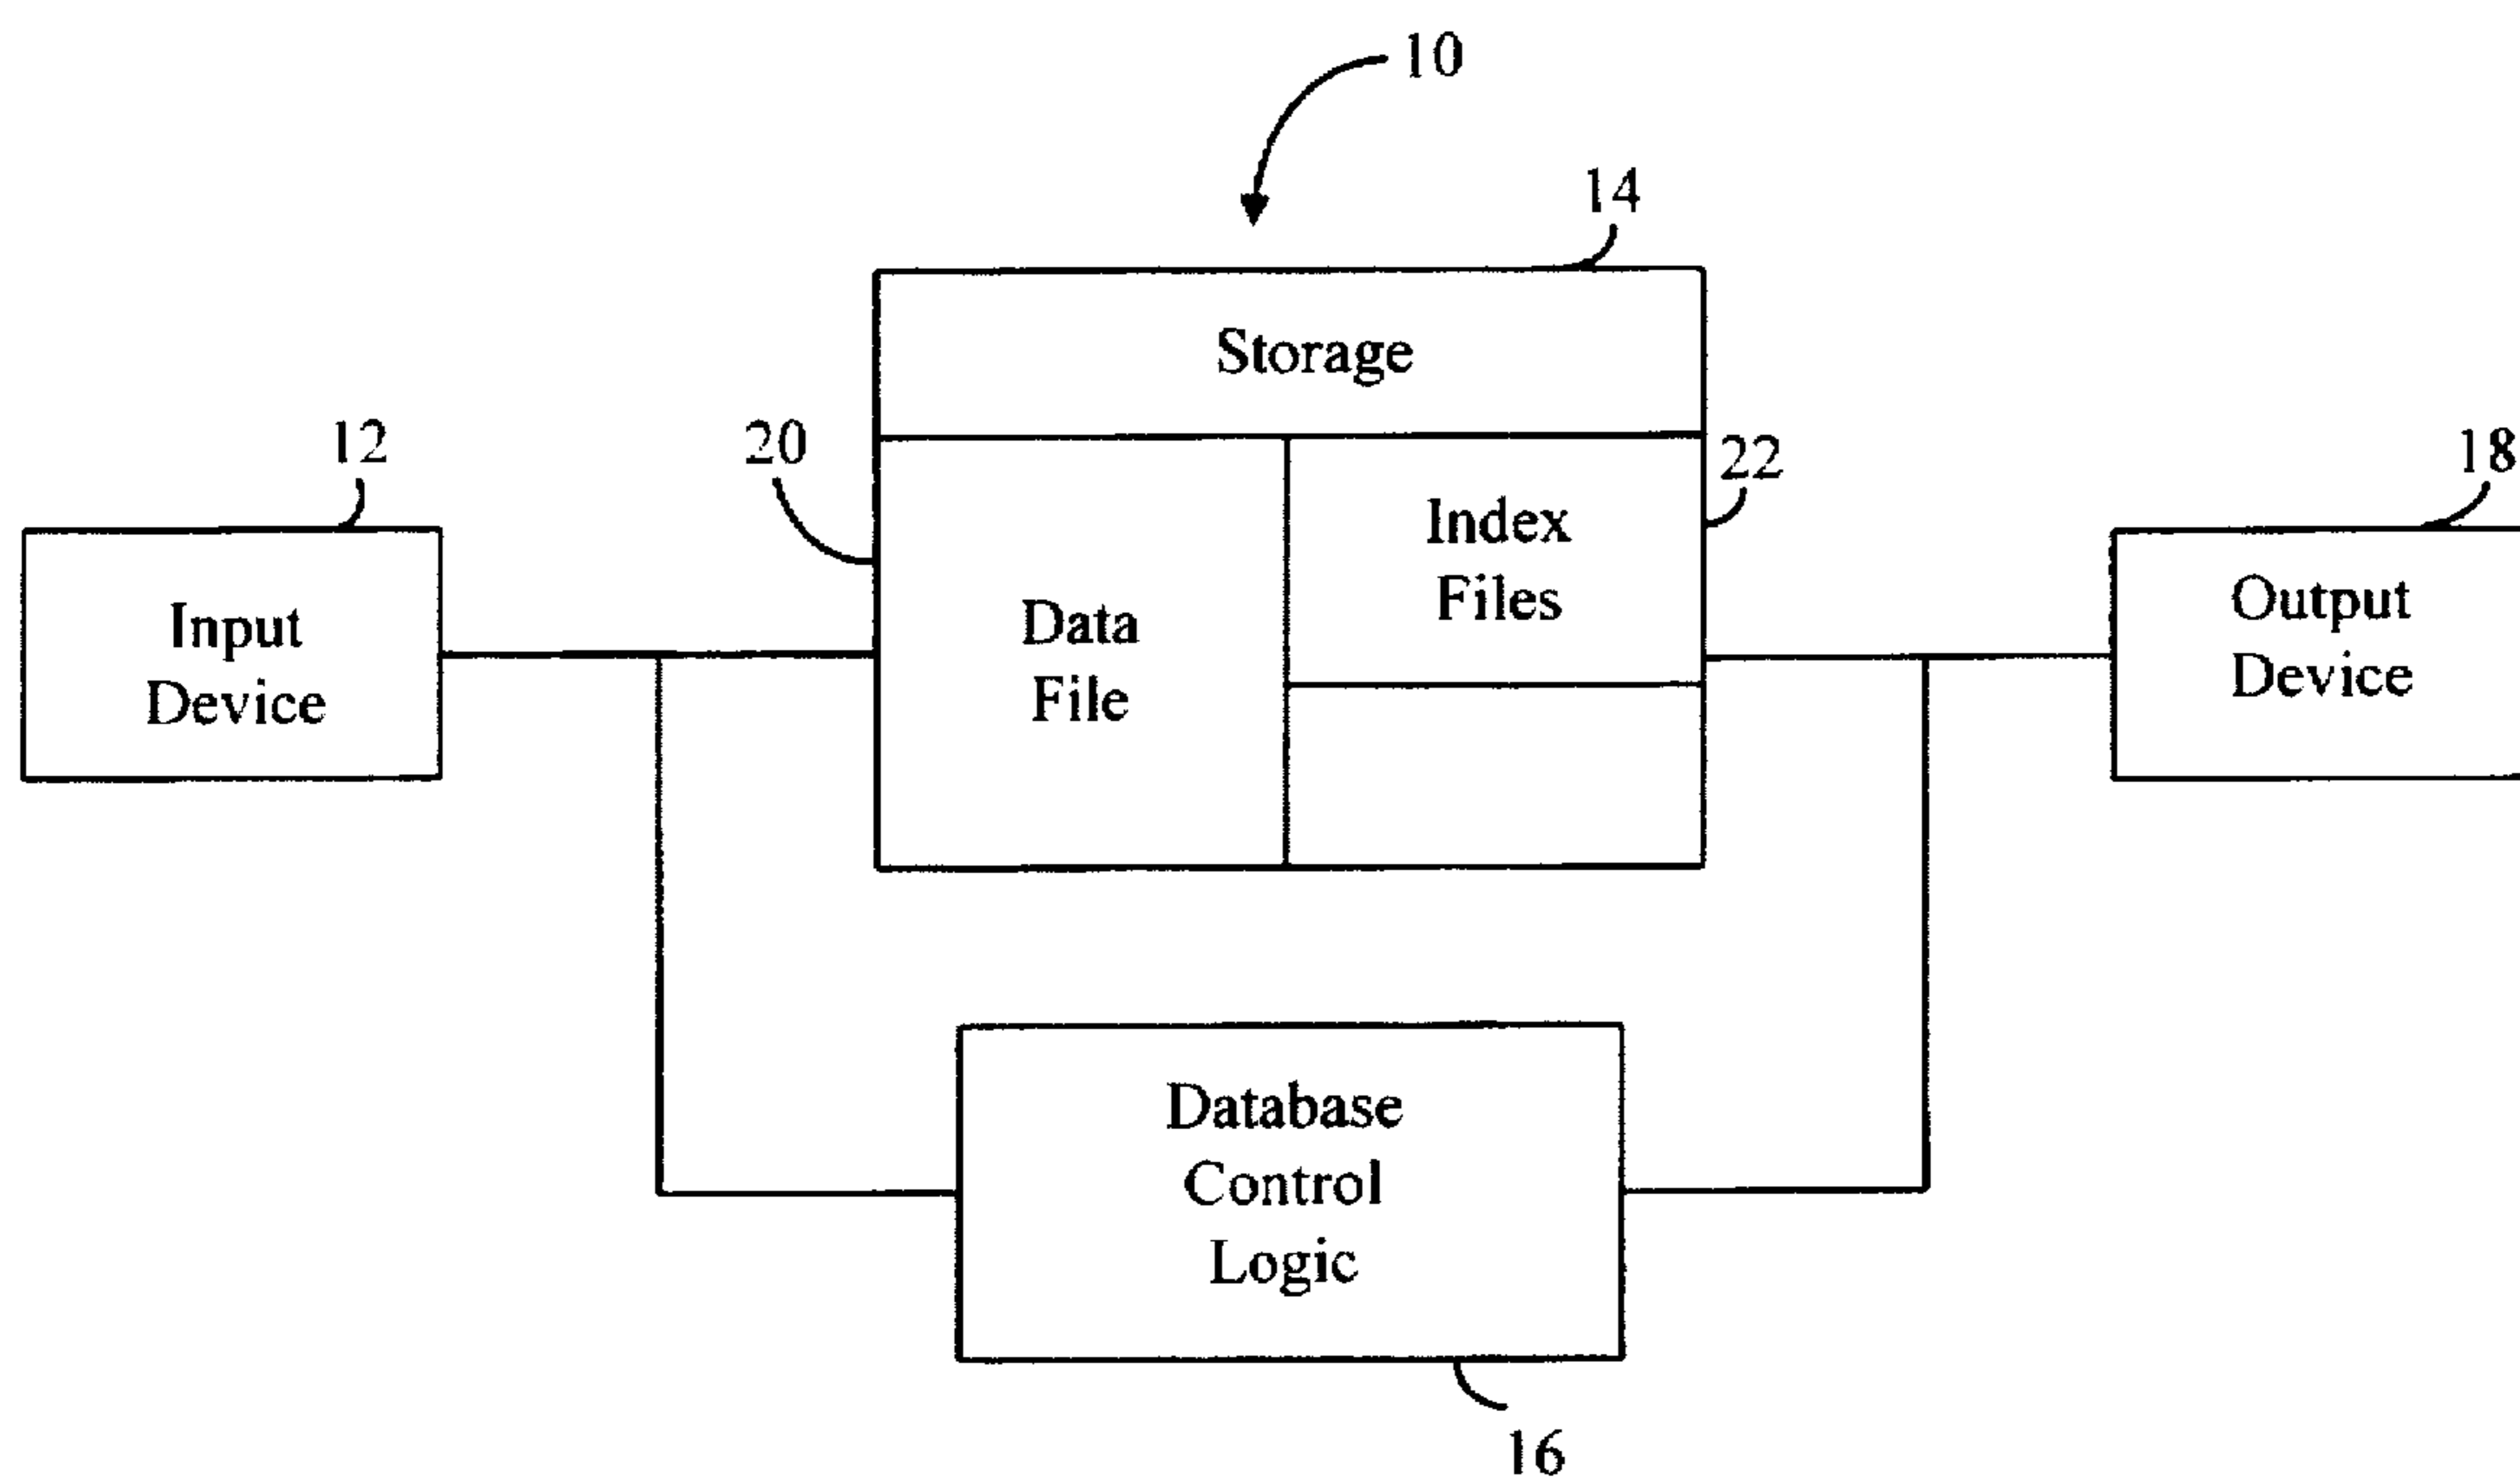 10
14
Storage
12
20
22
18
Index
Files
Input
Device
Data
File
Output
Device
Database
Control
Logic
16